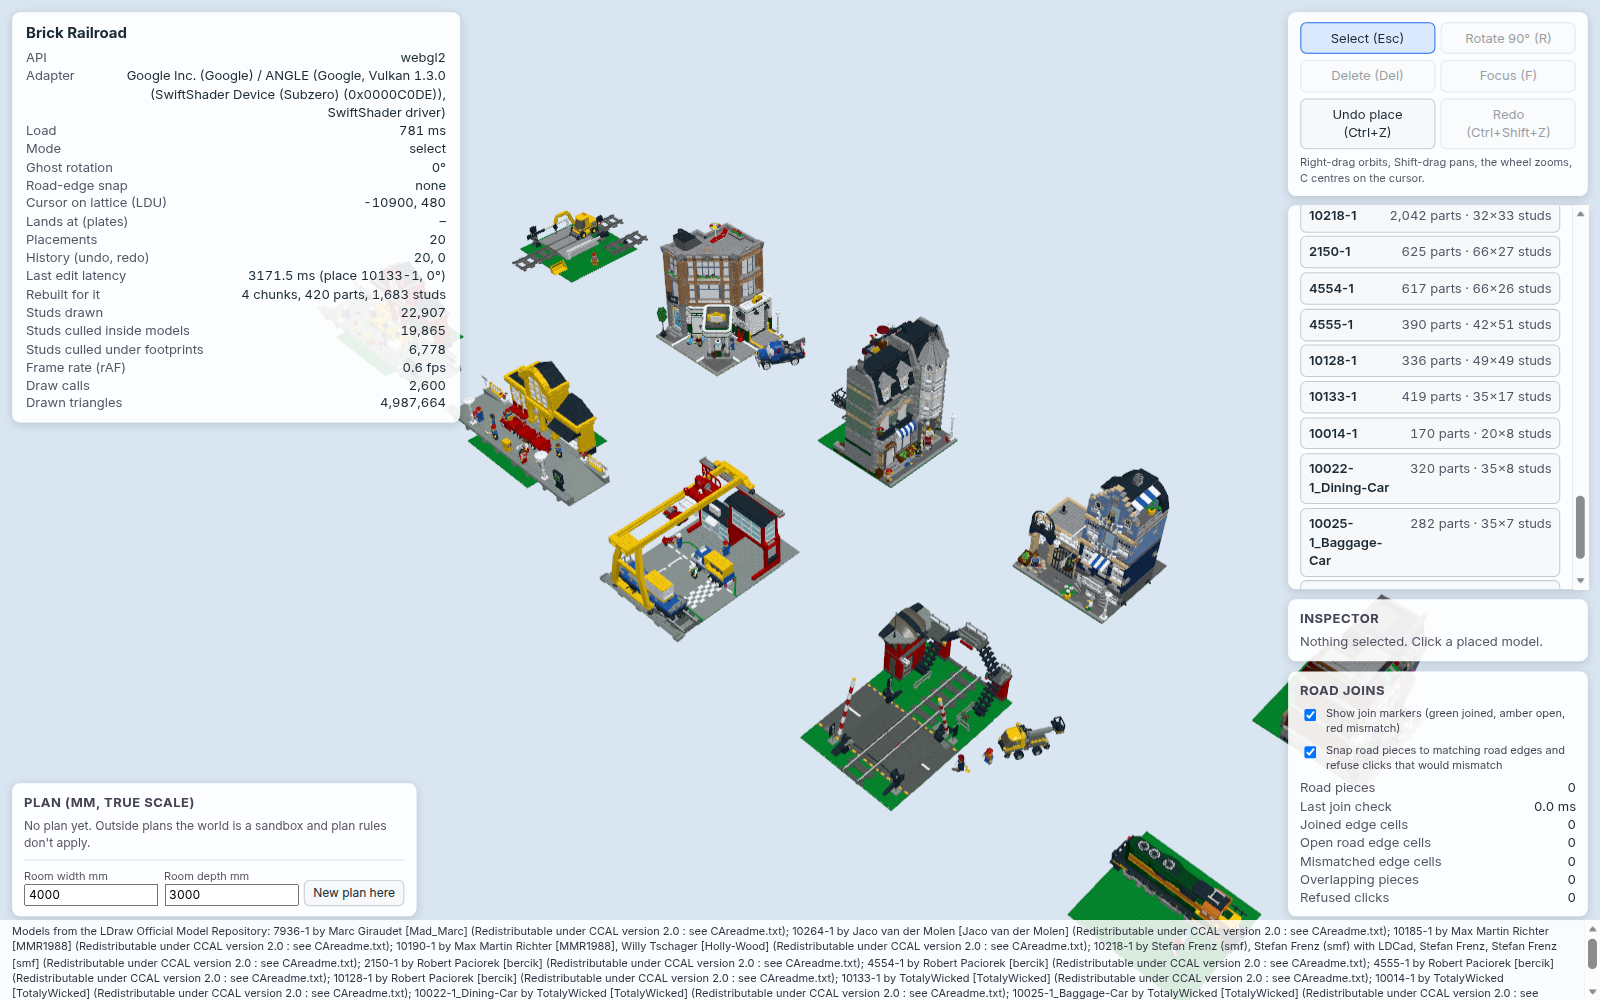 Brick Railroad
API webgl2
Adapter Google Inc. (Google) / ANGLE (Google, Vulkan 1.3.0
(SwiftShader Device (Subzero) (0x0000C0DE)),
SwiftShader driver)
Load 781 ms
Mode select
Ghost rotation 0°
Road-edge snap none
Cursor on lattice (LDU) -10900, 480
Lands at (plates) –
Placements 20
History (undo, redo) 20, 0
Last edit latency 3171.5 ms (place 10133-1, 0°)
Rebuilt for it 4 chunks, 420 parts, 1,683 studs
Studs drawn 22,907
Studs culled inside models 19,865
Studs culled under footprints 6,778
Frame rate (rAF) 0.6 fps
Draw calls 2,600
Drawn triangles 4,987,664
Select (Esc) Rotate 90° (R)
Delete (Del) Focus (F)
Undo place
(Ctrl+Z)
Redo
(Ctrl+Shift+Z)
Right-drag orbits, Shift-drag pans, the wheel zooms,
C centres on the cursor.
10218-1 2,042 parts · 32×33 studs
2150-1 625 parts · 66×27 studs
4554-1 617 parts · 66×26 studs
4555-1 390 parts · 42×51 studs
10128-1 336 parts · 49×49 studs
10133-1 419 parts · 35×17 studs
10014-1 170 parts · 20×8 studs
10022-
1_Dining-Car 320 parts · 35×8 studs
10025-
1_Baggage-
Car 282 parts · 35×7 studs
INSPECTOR
Nothing selected. Click a placed model.
ROAD JOINS
Show join markers (green joined, amber open,
red mismatch)
Snap road pieces to matching road edges and
refuse clicks that would mismatch
Road pieces 0
Last join check 0.0 ms
Joined edge cells 0
Open road edge cells 0
Mismatched edge cells 0
Overlapping pieces 0
Refused clicks 0
PLAN (MM, TRUE SCALE)
No plan yet. Outside plans the world is a sandbox and plan rules
don't apply.
Room width mm Room depth mm
4000 3000 New plan here
Models from the LDraw Official Model Repository: 7936-1 by Marc Giraudet [Mad_Marc] (Redistributable under CCAL version 2.0 : see CAreadme.txt); 10264-1 by Jaco van der Molen [Jaco van der Molen] (Redistributable under CCAL version 2.0 : see CAreadme.txt); 10185-1 by Max Martin Richter
[MMR1988] (Redistributable under CCAL version 2.0 : see CAreadme.txt); 10190-1 by Max Martin Richter [MMR1988], Willy Tschager [Holly-Wood] (Redistributable under CCAL version 2.0 : see CAreadme.txt); 10218-1 by Stefan Frenz (smf), Stefan Frenz (smf) with LDCad, Stefan Frenz, Stefan Frenz
[smf] (Redistributable under CCAL version 2.0 : see CAreadme.txt); 2150-1 by Robert Paciorek [bercik] (Redistributable under CCAL version 2.0 : see CAreadme.txt); 4554-1 by Robert Paciorek [bercik] (Redistributable under CCAL version 2.0 : see CAreadme.txt); 4555-1 by Robert Paciorek [bercik]
(Redistributable under CCAL version 2.0 : see CAreadme.txt); 10128-1 by Robert Paciorek [bercik] (Redistributable under CCAL version 2.0 : see CAreadme.txt); 10133-1 by TotalyWicked [TotalyWicked] (Redistributable under CCAL version 2.0 : see CAreadme.txt); 10014-1 by TotalyWicked
[TotalyWicked] (Redistributable under CCAL version 2.0 : see CAreadme.txt); 10022-1_Dining-Car by TotalyWicked [TotalyWicked] (Redistributable under CCAL version 2.0 : see CAreadme.txt); 10025-1_Baggage-Car by TotalyWicked [TotalyWicked] (Redistributable under CCAL version 2.0 : see